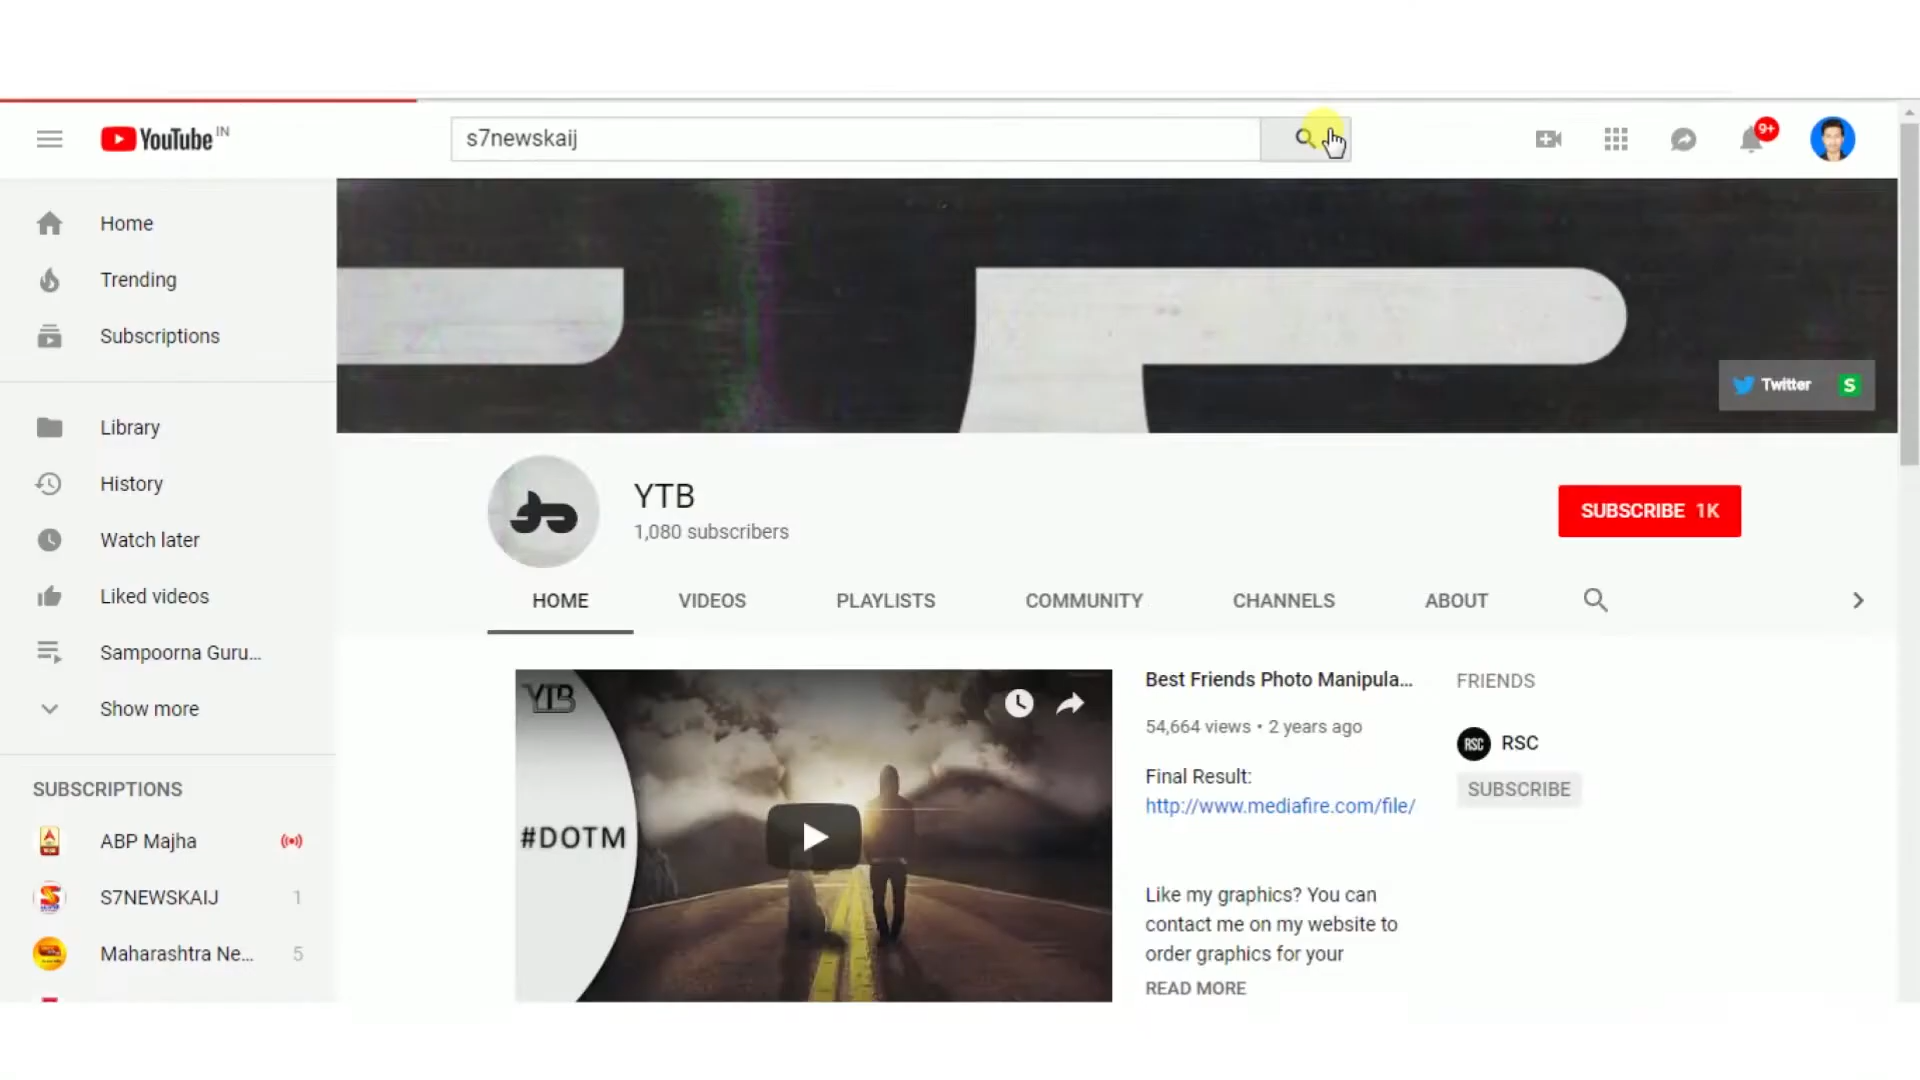 YouTube IN
s7newskaij
9+
Home
Trending
Subscriptions
Library
History
Watch later
Liked videos
Sampoorna Guru...
Show more
SUBSCRIPTIONS
ABP Majha
S7NEWSKAIJ 1
Maharashtra Ne... 5
Twitter S
YTB
1,080 subscribers
SUBSCRIBE 1K
HOME VIDEOS PLAYLISTS COMMUNITY CHANNELS ABOUT
YTB
#DOTM
Best Friends Photo Manipula...
54,664 views • 2 years ago
Final Result:
http://www.mediafire.com/file/
Like my graphics? You can
contact me on my website to
order graphics for your
READ MORE
FRIENDS
RSC RSC
SUBSCRIBE